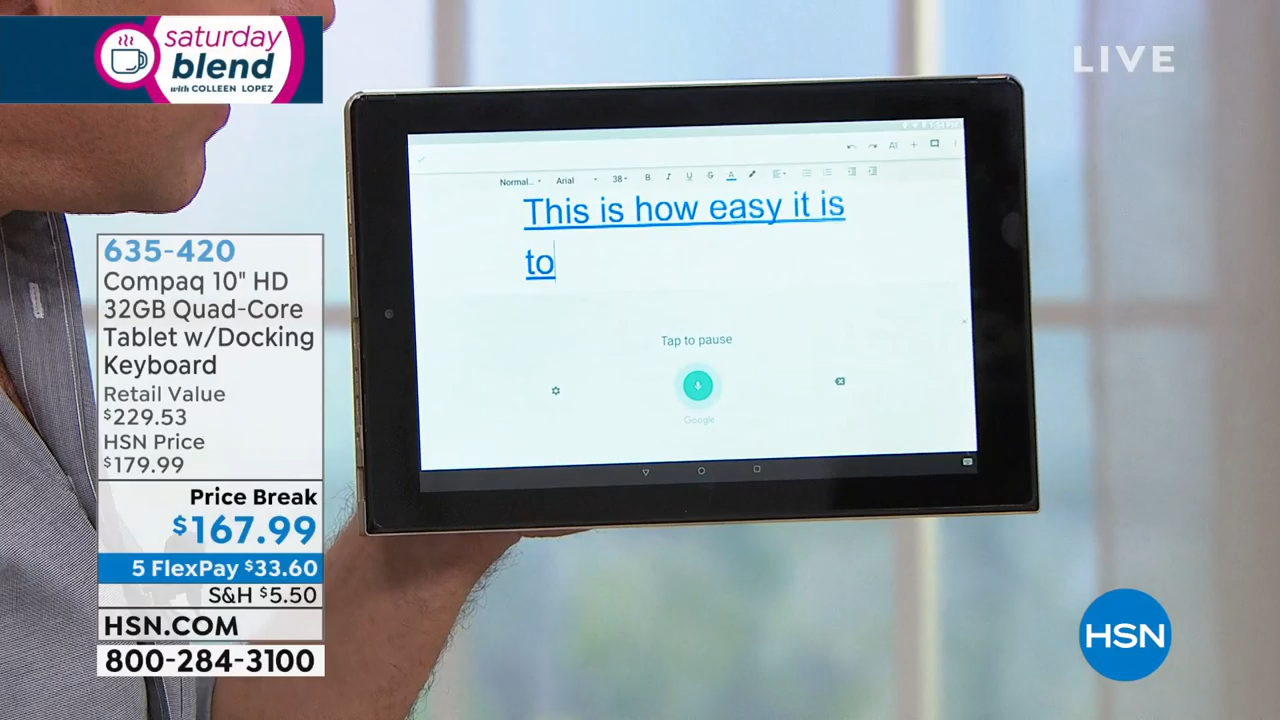 saturday
blend
with COLLEEN LOPEZ
LIVE
635-420
Compaq 10" HD
32GB Quad-Core
Tablet w/Docking
Keyboard
Retail Value
$229.53
HSN Price
$179.99
Price Break
$167.99
5 FlexPay $33.60
S&H $5.50
HSN.COM
800-284-3100
Normal... Arial 38 B I U S A
This is how easy it is
to
Tap to pause
Google
HSN